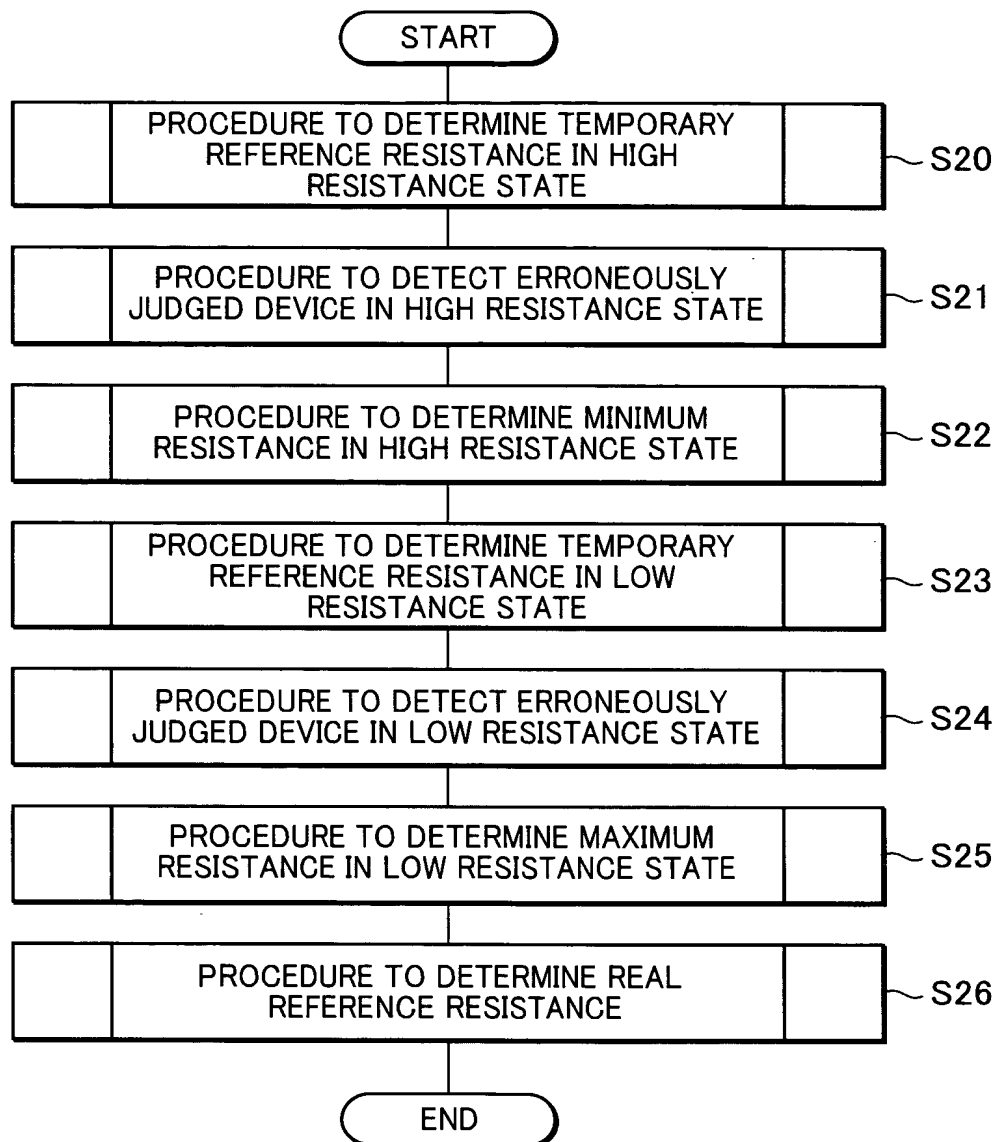 START
PROCEDURE TO DETERMINE TEMPORARY
REFERENCE RESISTANCE IN HIGH
RESISTANCE STATE
S20
PROCEDURE TO DETECT ERRONEOUSLY
JUDGED DEVICE IN HIGH RESISTANCE STATE
S21
PROCEDURE TO DETERMINE MINIMUM
RESISTANCE IN HIGH RESISTANCE STATE
S22
PROCEDURE TO DETERMINE TEMPORARY
REFERENCE RESISTANCE IN LOW
RESISTANCE STATE
S23
PROCEDURE TO DETECT ERRONEOUSLY
JUDGED DEVICE IN LOW RESISTANCE STATE
S24
PROCEDURE TO DETERMINE MAXIMUM
RESISTANCE IN LOW RESISTANCE STATE
S25
PROCEDURE TO DETERMINE REAL
REFERENCE RESISTANCE
S26
END